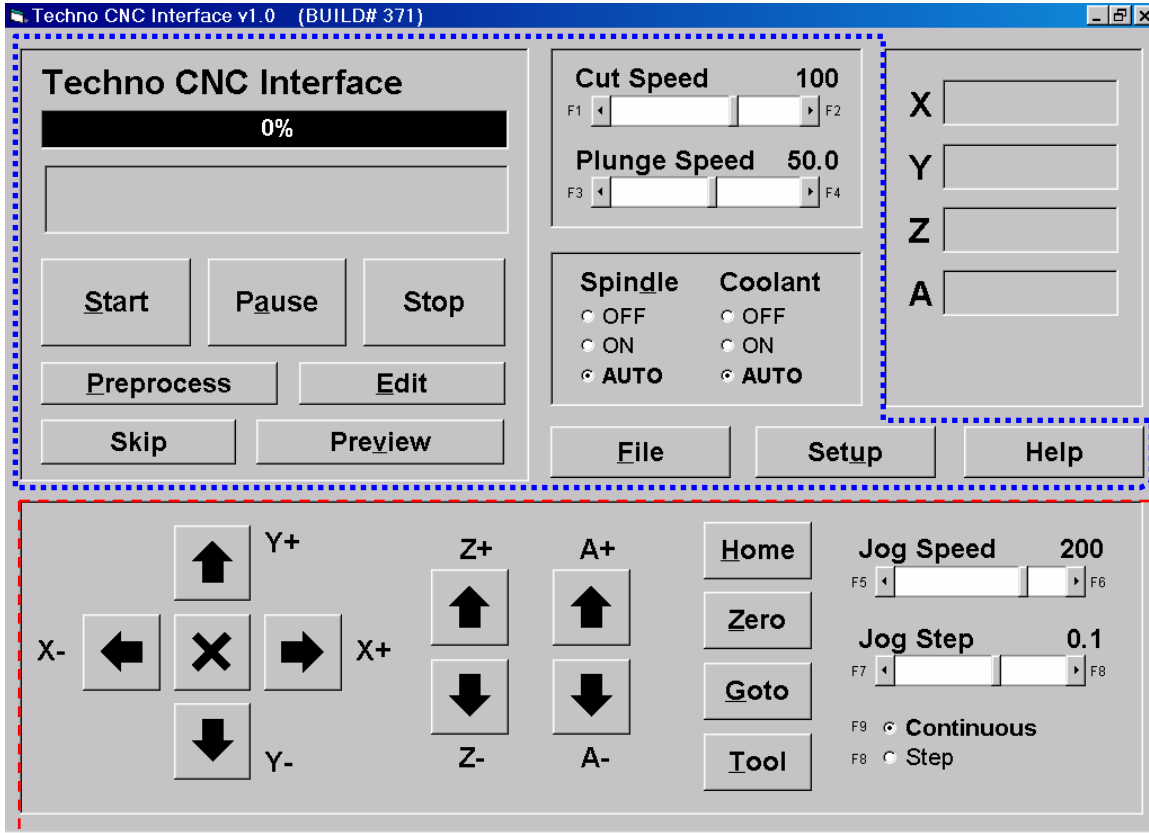 Techno CNC Interface v1.0 (BUILD# 371)
Techno CNC Interface
0%
Start Pause Stop
Preprocess Edit
Skip Preview
Cut Speed 100
F1 F2
Plunge Speed 50.0
F3 F4
Spindle Coolant
OFF OFF
ON ON
AUTO AUTO
File Setup Help
X
Y
Z
A
Y+
X- X+
Y-
Z+ A+
Z- A-
Home
Zero
Goto
Tool
Jog Speed 200
F5 F6
Jog Step 0.1
F7 F8
F9 Continuous
F8 Step